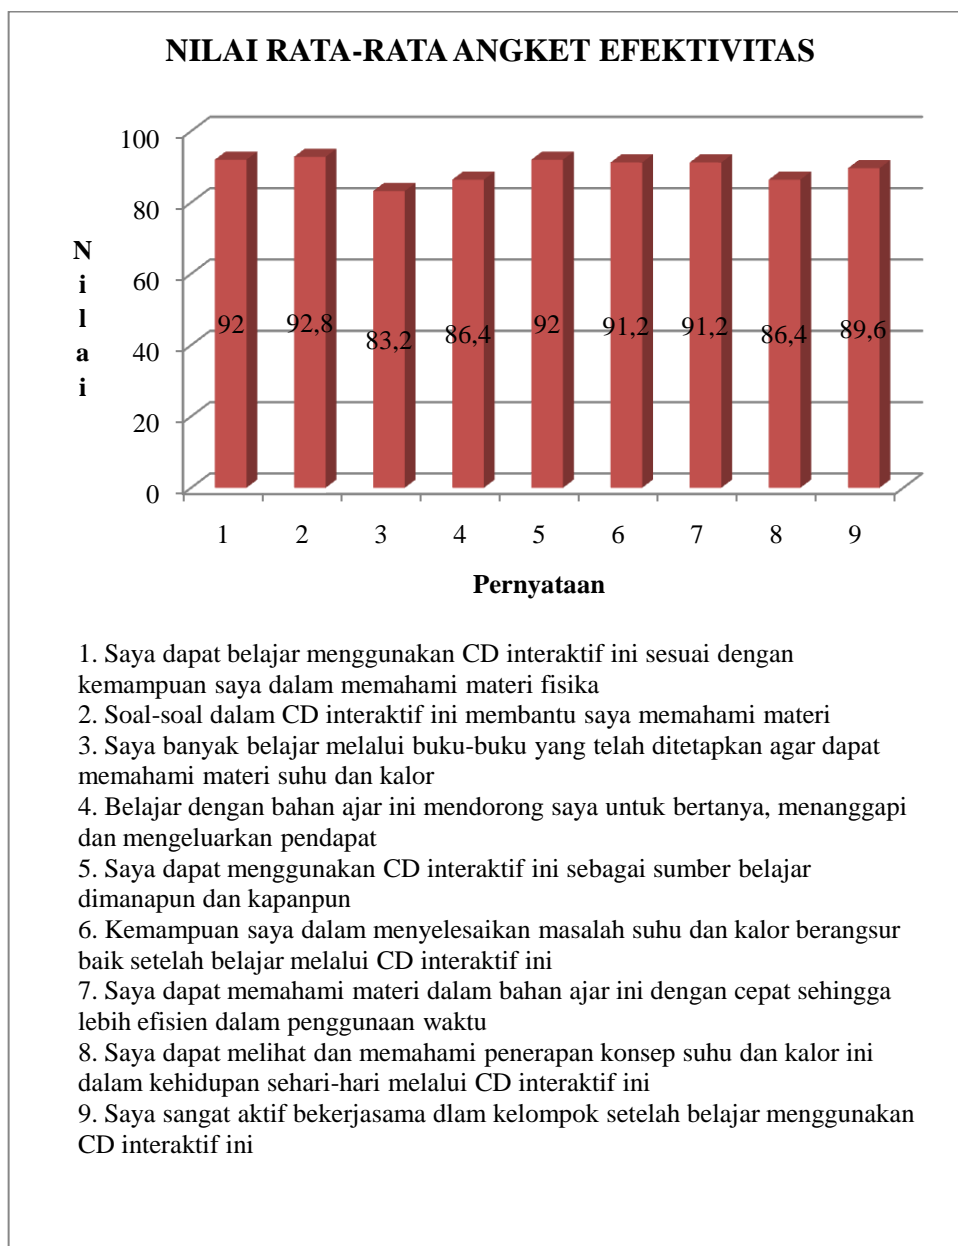 NILAI RATA-RATA ANGKET EFEKTIVITAS
100
80
60
40
20
0
Nilai
92
92,8
83,2
86,4
92
91,2
91,2
86,4
89,6
1 2 3 4 5 6 7 8 9
Pernyataan
1. Saya dapat belajar menggunakan CD interaktif ini sesuai dengan
kemampuan saya dalam memahami materi fisika
2. Soal-soal dalam CD interaktif ini membantu saya memahami materi
3. Saya banyak belajar melalui buku-buku yang telah ditetapkan agar dapat
memahami materi suhu dan kalor
4. Belajar dengan bahan ajar ini mendorong saya untuk bertanya, menanggapi
dan mengeluarkan pendapat
5. Saya dapat menggunakan CD interaktif ini sebagai sumber belajar
dimanapun dan kapanpun
6. Kemampuan saya dalam menyelesaikan masalah suhu dan kalor berangsur
baik setelah belajar melalui CD interaktif ini
7. Saya dapat memahami materi dalam bahan ajar ini dengan cepat sehingga
lebih efisien dalam penggunaan waktu
8. Saya dapat melihat dan memahami penerapan konsep suhu dan kalor ini
dalam kehidupan sehari-hari melalui CD interaktif ini
9. Saya sangat aktif bekerjasama dlam kelompok setelah belajar menggunakan
CD interaktif ini